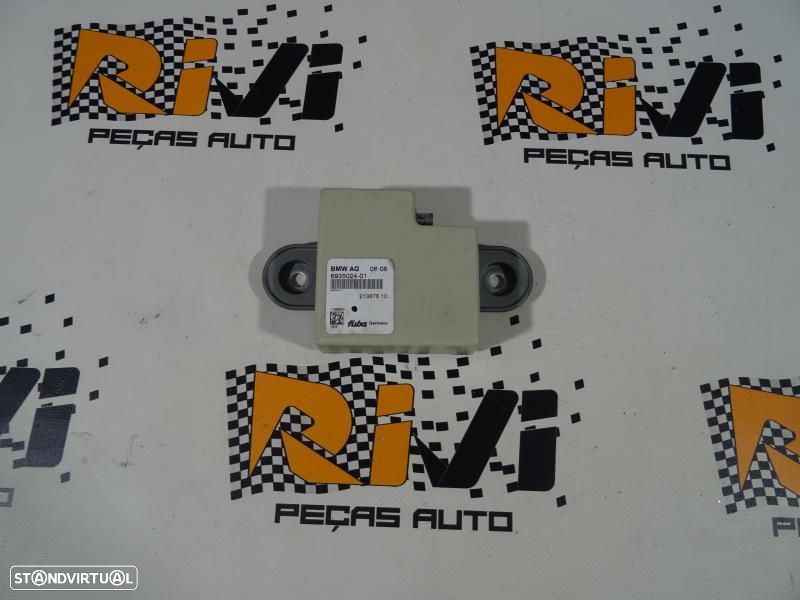 RiVi
PEÇAS AUTO
RiVi
PEÇAS AUTO
BMW AG 06 08
6935024-01
213675 10
fuba Germany
RiVi
PEÇAS AUTO
STANDVIRTUAL